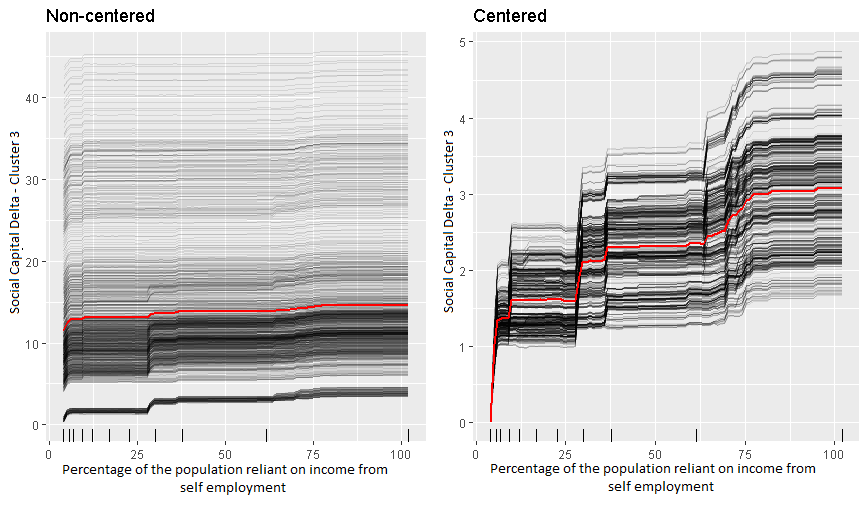 Non-centered
Social Capital Delta - Cluster 3
40
30
20
10
0
0 25 50 75 100
Percentage of the population reliant on income from
self employment
Centered
Social Capital Delta - Cluster 3
5
4
3
2
1
0
0 25 50 75 100
Percentage of the population reliant on income from
self employment